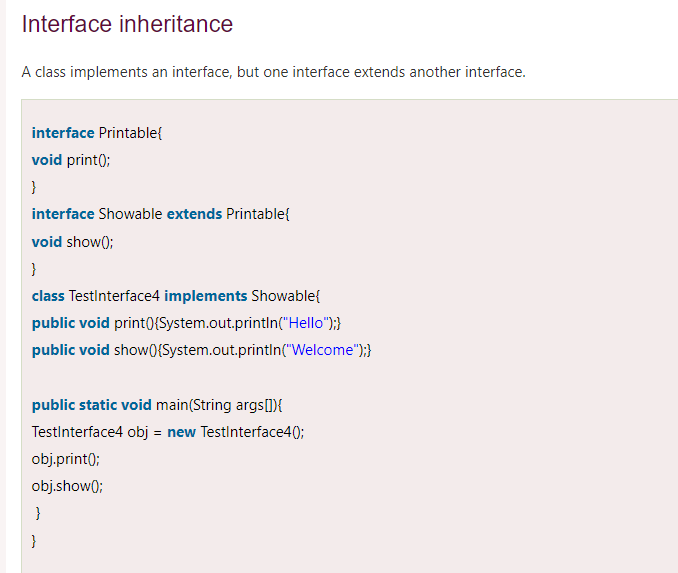 Interface inheritance
A class implements an interface, but one interface extends another interface.
interface Printable{
void print();
}
interface Showable extends Printable{
void show();
}
class TestInterface4 implements Showable{
public void print(){System.out.println("Hello");}
public void show(){System.out.println("Welcome");}
public static void main(String args[]){
TestInterface4 obj = new TestInterface4();
obj.print();
obj.show();
}
}